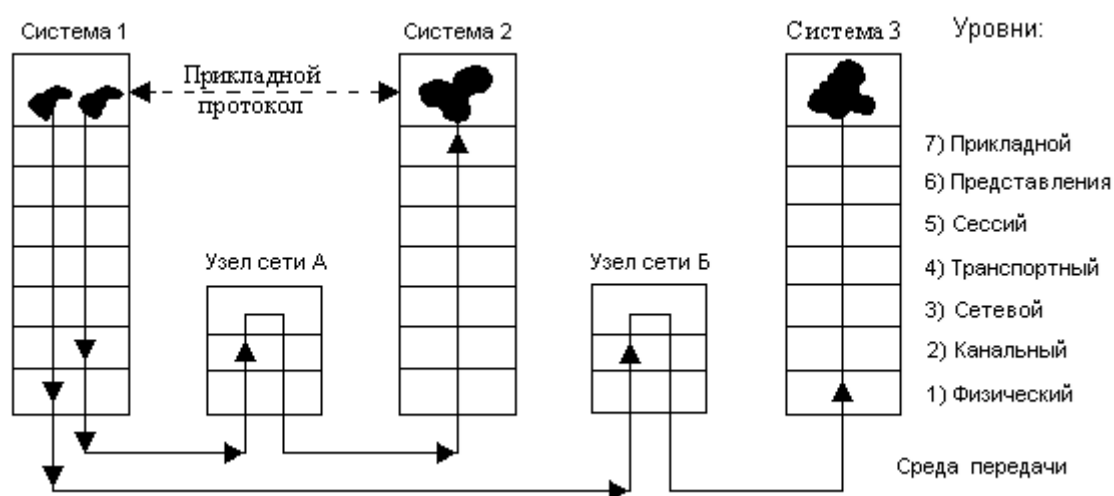 Система 1
Система 2
Система 3
Уровни:
Прикладной
протокол
7) Прикладной
6) Представления
5) Сессий
Узел сети А
Узел сети Б
4) Транспортный
3) Сетевой
2) Канальный
1) Физический
Среда передачи